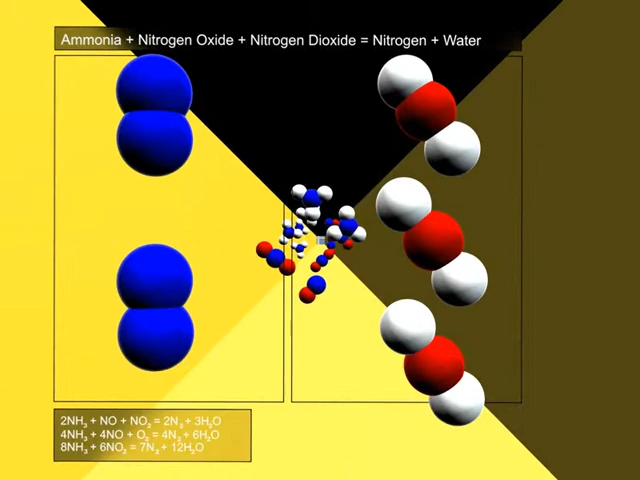 Ammonia + Nitrogen Oxide + Nitrogen Dioxide = Nitrogen + Water
2NH₃ + NO + NO₂ = 2N₂ + 3H₂O
4NH₃ + 4NO + O₂ = 4N₂ + 6H₂O
8NH₃ + 6NO₂ = 7N₂ + 12H₂O